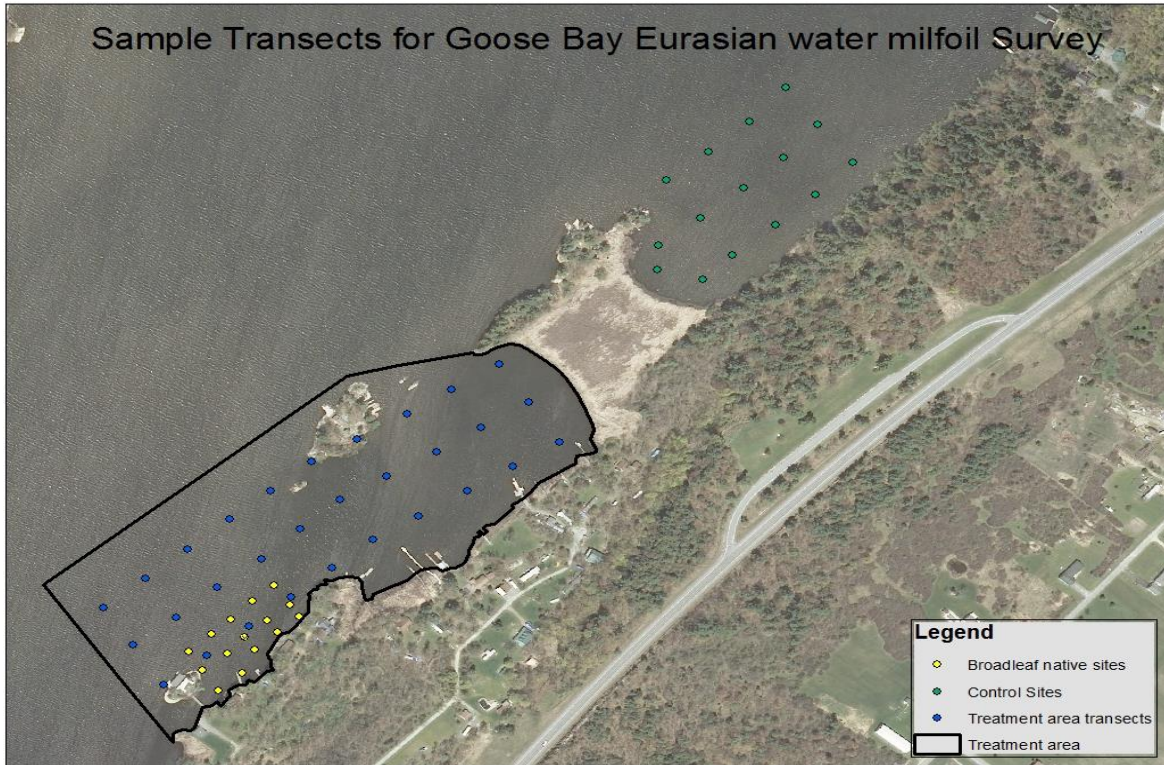 Sample Transects for Goose Bay Eurasian water milfoil Survey
Legend
Broadleaf native sites
Control Sites
Treatment area transects
Treatment area